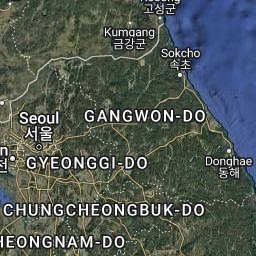 고성군
Kumgang
금강군
Sokcho
속초
GANGWON-DO
Seoul
서울
GYEONGGI-DO
Donghae
동해
CHUNGCHEONGBUK-DO
HEONGNAM-DO